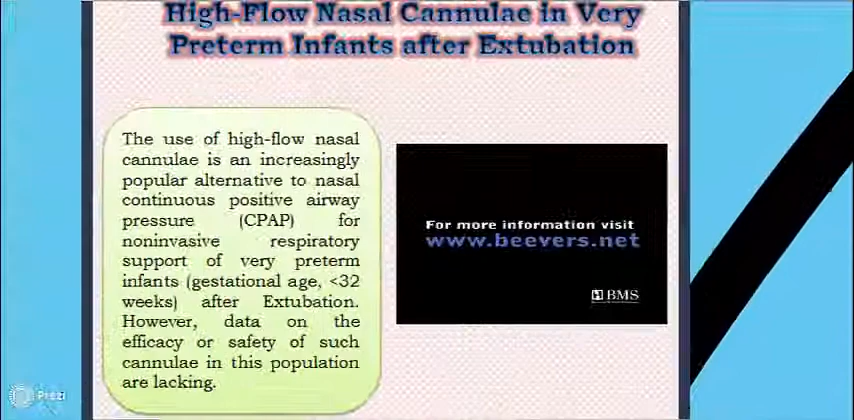 High-Flow Nasal Cannulae in Very
Preterm Infants after Extubation
The use of high-flow nasal
cannulae is an increasingly
popular alternative to nasal
continuous positive airway
pressure (CPAP) for
noninvasive respiratory
support of very preterm
infants (gestational age, <32
weeks) after Extubation.
However, data on the
efficacy or safety of such
cannulae in this population
are lacking.
For more information visit
www.beevers.net
BMS
Prezi